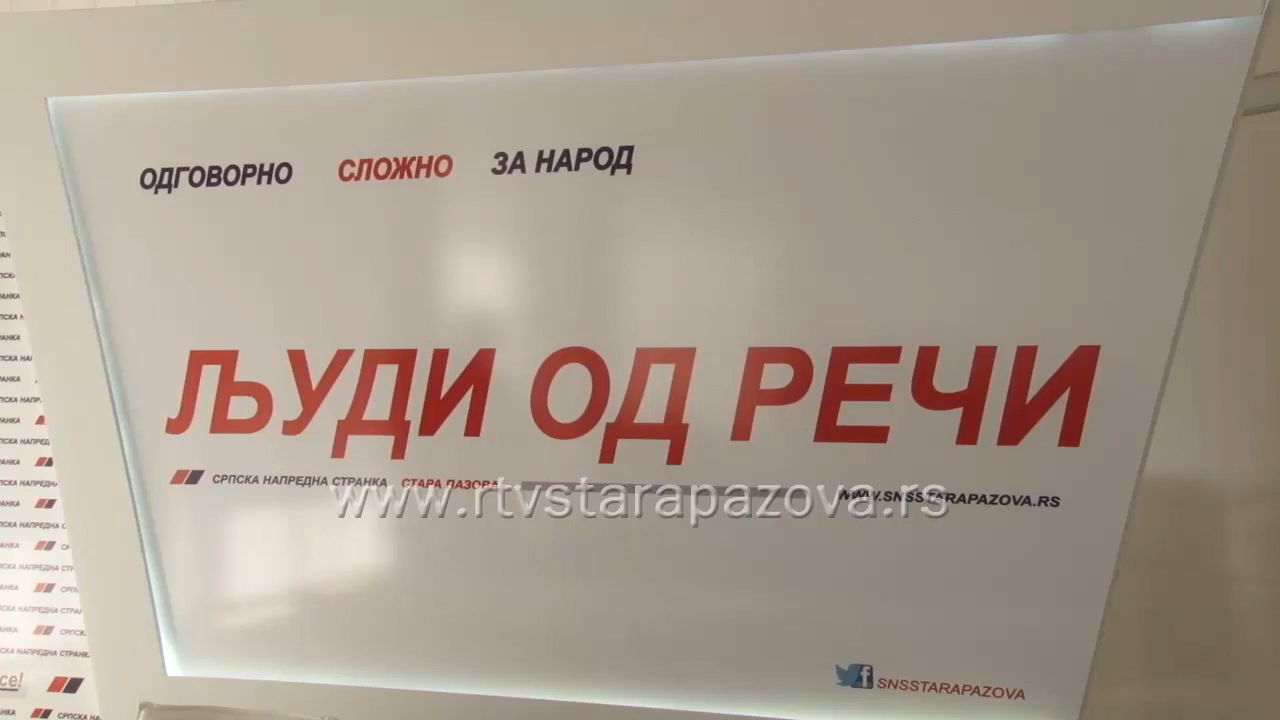 ОДГОВОРНО СЛОЖНО ЗА НАРОД
ЉУДИ ОД РЕЧИ
СРПСКА НАПРЕДНА СТРАНКА СТАРА ПАЗОВА WWW.SNSSTARAPAZOVA.RS
www.rtvstarapazova.rs
SNSSTARAPAZOVA